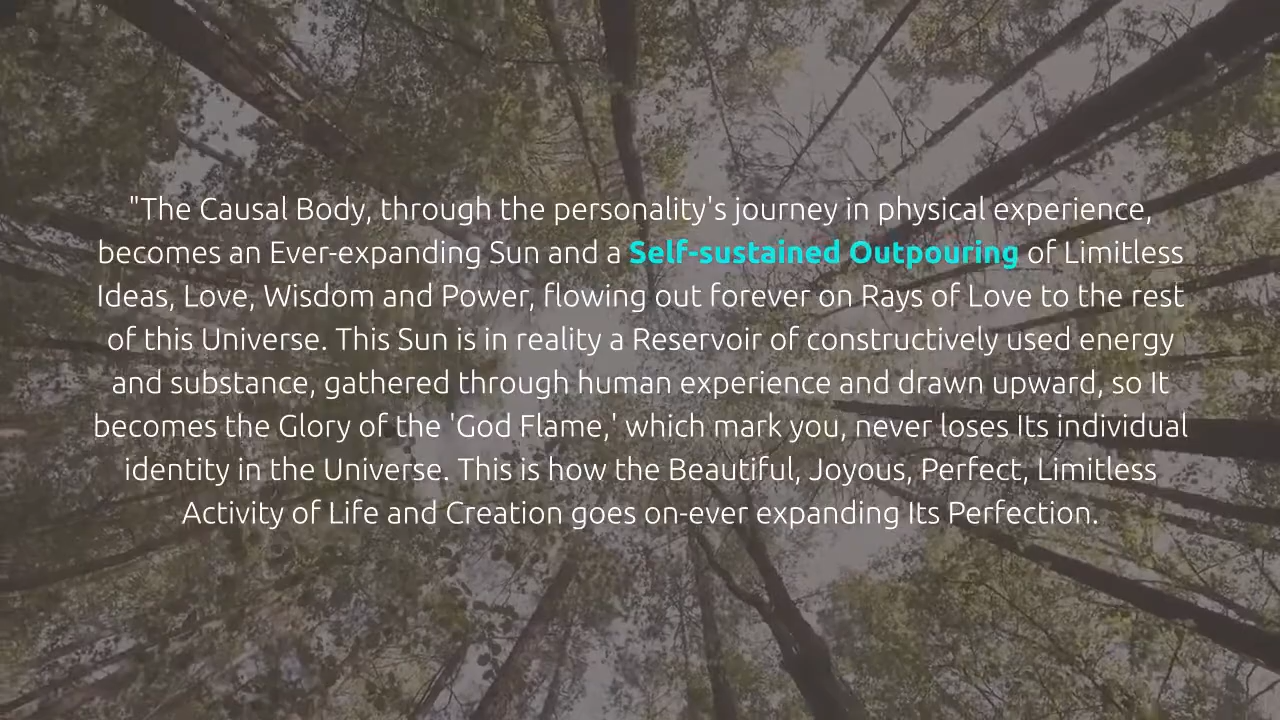 "The Causal Body, through the personality's journey in physical experience,
becomes an Ever-expanding Sun and a Self-sustained Outpouring of Limitless
Ideas, Love, Wisdom and Power, flowing out forever on Rays of Love to the rest
of this Universe. This Sun is in reality a Reservoir of constructively used energy
and substance, gathered through human experience and drawn upward, so It
becomes the Glory of the 'God Flame,' which mark you, never loses Its individual
identity in the Universe. This is how the Beautiful, Joyous, Perfect, Limitless
Activity of Life and Creation goes on-ever expanding Its Perfection.